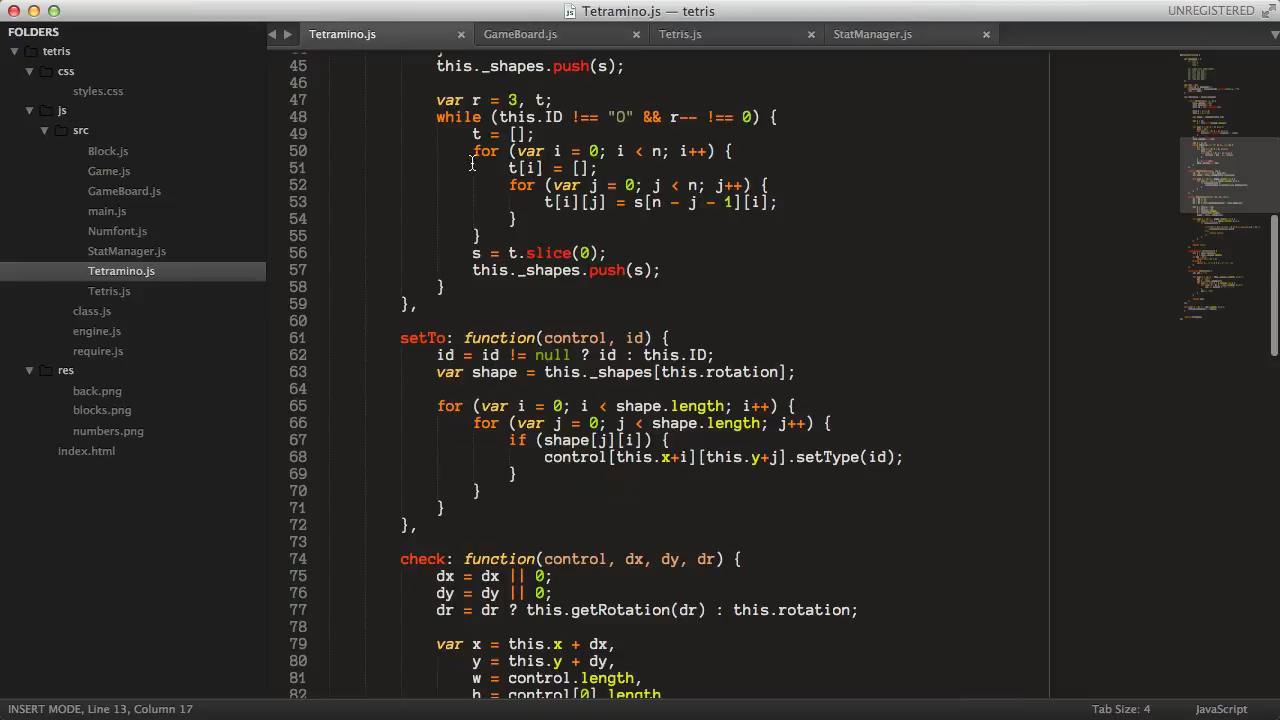 Tetramino.js — tetris
UNREGISTERED
FOLDERS
tetris
css
styles.css
js
src
Block.js
Game.js
GameBoard.js
main.js
Numfont.js
StatManager.js
Tetramino.js
Tetris.js
class.js
engine.js
require.js
res
back.png
blocks.png
numbers.png
index.html
Tetramino.js
GameBoard.js
Tetris.js
StatManager.js
45 this._shapes.push(s);
46
47 var r = 3, t;
48 while (this.ID !== "O" && r-- !== 0) {
49 t = [];
50 for (var i = 0; i < n; i++) {
51 t[i] = [];
52 for (var j = 0; j < n; j++) {
53 t[i][j] = s[n - j - 1][i];
54 }
55 }
56 s = t.slice(0);
57 this._shapes.push(s);
58 }
59 },
60
61 setTo: function(control, id) {
62 id = id != null ? id : this.ID;
63 var shape = this._shapes[this.rotation];
64
65 for (var i = 0; i < shape.length; i++) {
66 for (var j = 0; j < shape.length; j++) {
67 if (shape[j][i]) {
68 control[this.x+i][this.y+j].setType(id);
69 }
70 }
71 }
72 },
73
74 check: function(control, dx, dy, dr) {
75 dx = dx || 0;
76 dy = dy || 0;
77 dr = dr ? this.getRotation(dr) : this.rotation;
78
79 var x = this.x + dx,
80 y = this.y + dy,
81 w = control.length,
82 h = control[0].length
INSERT MODE, Line 13, Column 17
Tab Size: 4
JavaScript